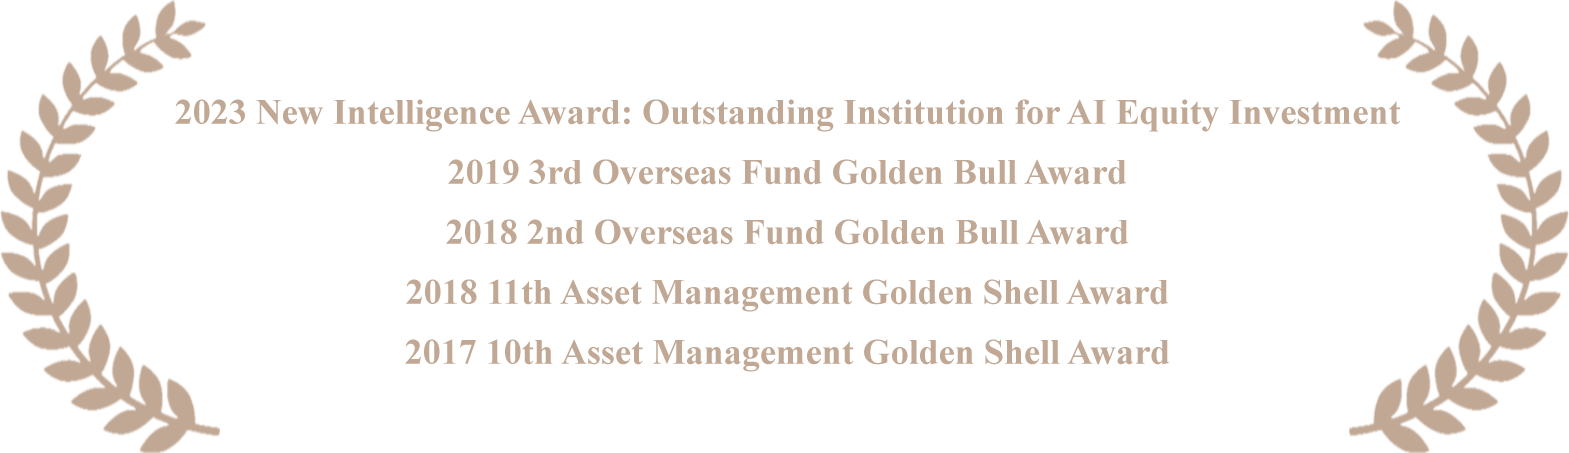 2023 New Intelligence Award: Outstanding Institution for AI Equity Investment
2019 3rd Overseas Fund Golden Bull Award
2018 2nd Overseas Fund Golden Bull Award
2018 11th Asset Management Golden Shell Award
2017 10th Asset Management Golden Shell Award